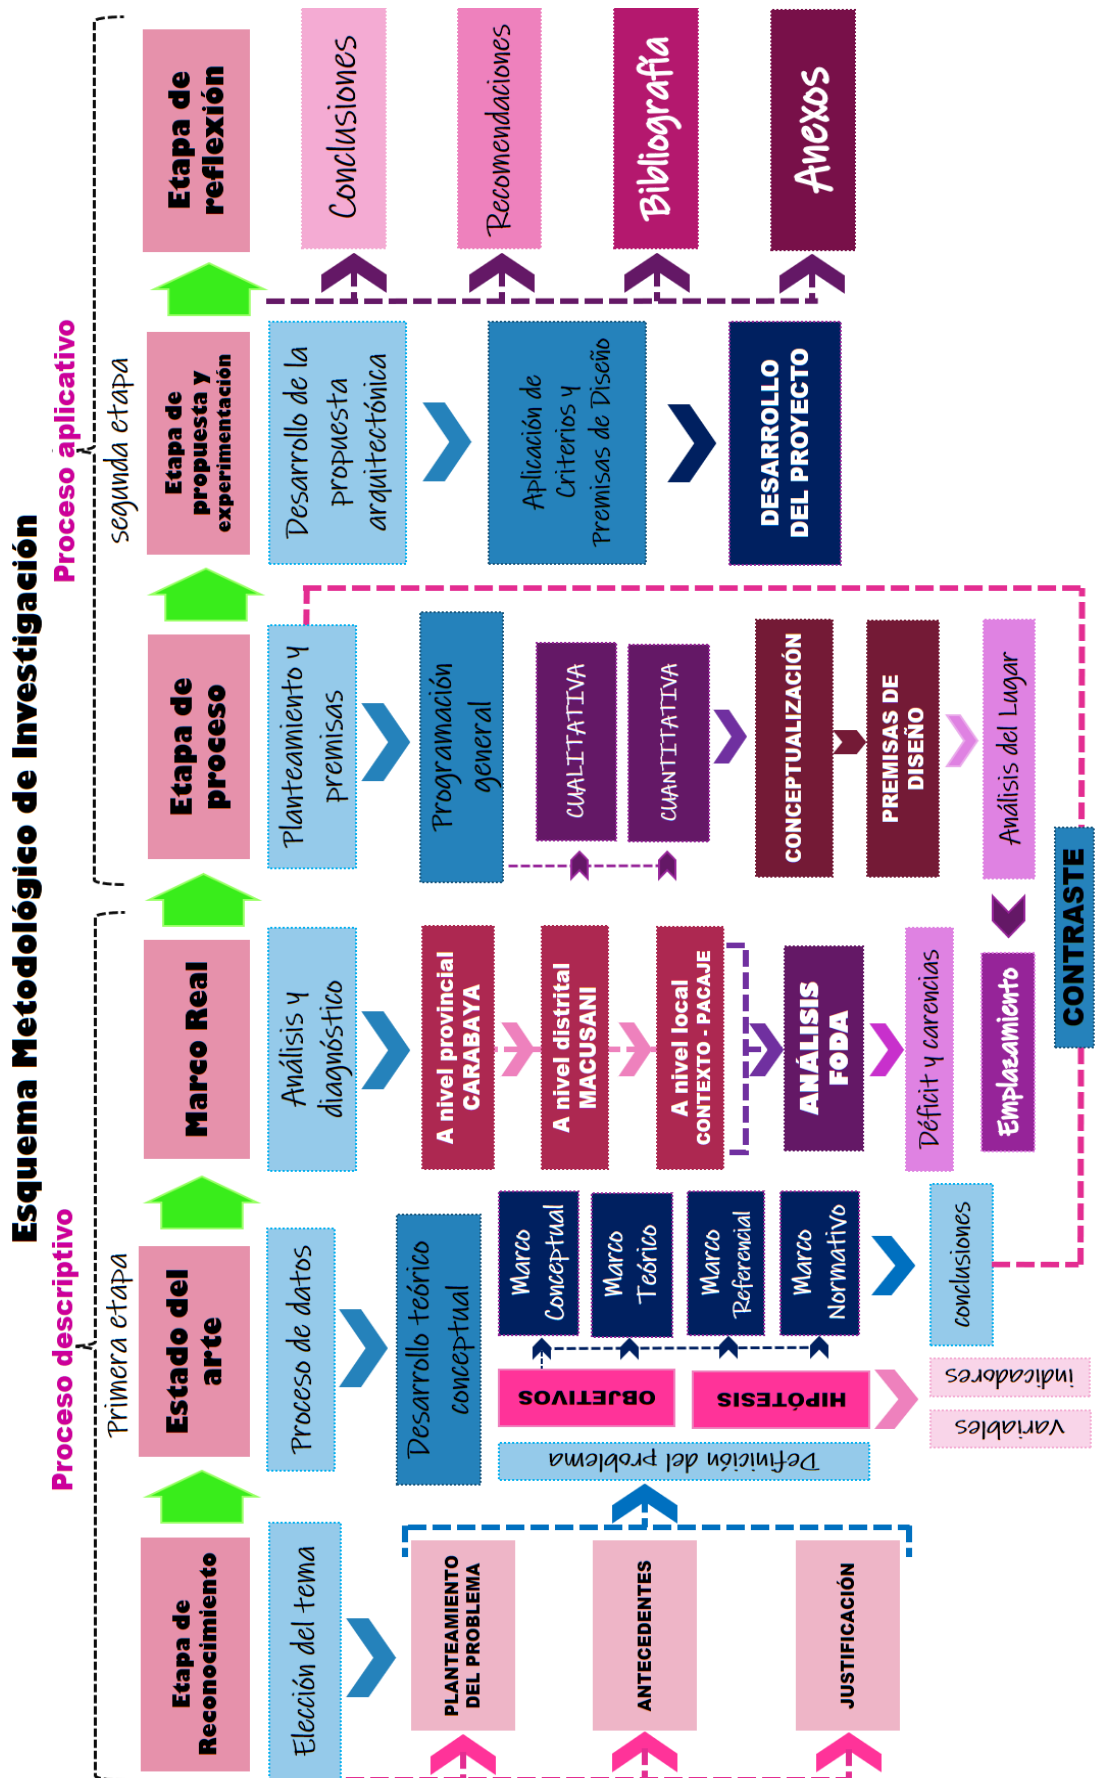 Esquema Metodológico de Investigación
Proceso descriptivo
Primera etapa
Proceso aplicativo
segunda etapa
Etapa de
Reconocimiento
Elección del tema
PLANTEAMIENTO
DEL PROBLEMA
ANTECEDENTES
JUSTIFICACIÓN
Definición del problema
OBJETIVOS
HIPÓTESIS
variables
indicadores
Estado del
arte
Proceso de datos
Desarrollo teórico
conceptual
Marco
Conceptual
Marco
Teórico
Marco
Referencial
Marco
Normativo
conclusiones
Marco Real
Análisis y
diagnóstico
A nivel provincial
CARABAYA
A nivel distrital
MACUSANI
A nivel local
CONTEXTO - PACAJE
ANÁLISIS
FODA
Déficit y carencias
Emplazamiento
CONTRASTE
Etapa de
proceso
Planteamiento y
premisas
Programación
general
CUALITATIVA
CUANTITATIVA
CONCEPTUALIZACIÓN
PREMISAS DE
DISEÑO
Análisis del Lugar
Etapa de
propuesta y
experimentación
Desarrollo de la
propuesta
arquitectónica
Aplicación de
Criterios y
Premisas de Diseño
DESARROLLO
DEL PROYECTO
Etapa de
reflexión
Conclusiones
Recomendaciones
Bibliografía
Anexos